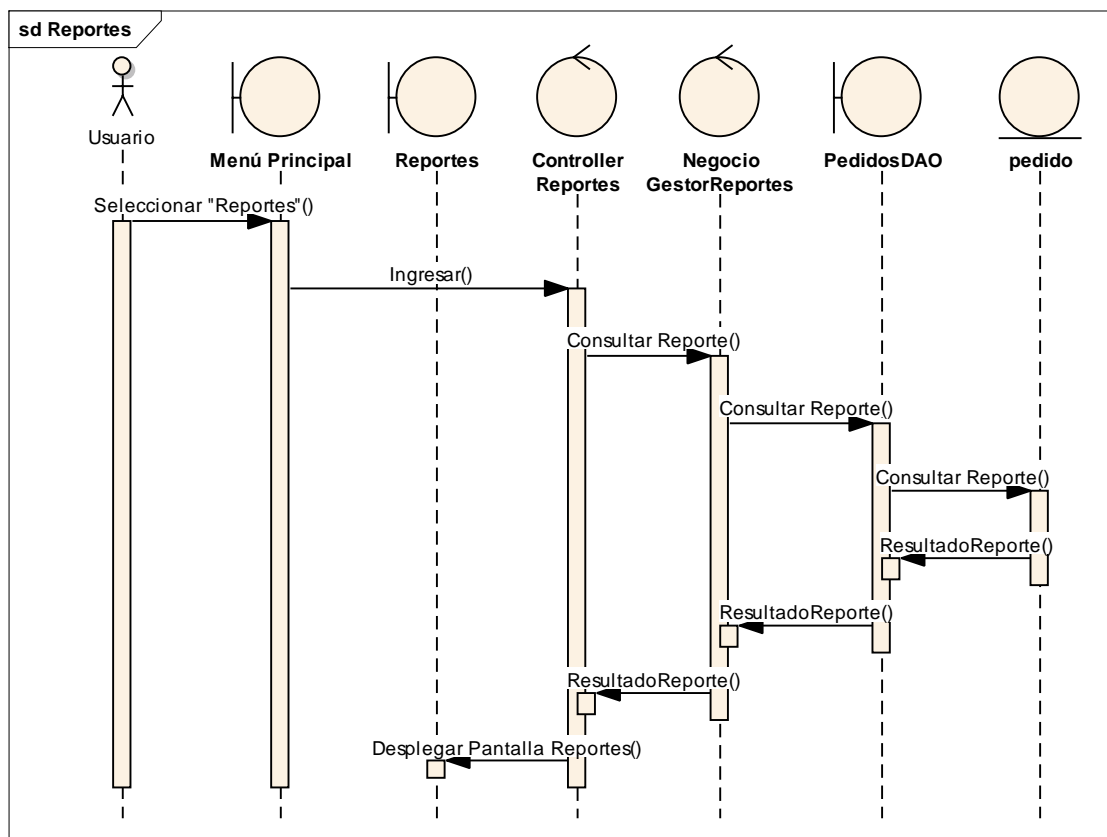 sd Reportes
Usuario
Menú Principal
Reportes
Controller
Reportes
Negocio
GestorReportes
PedidosDAO
pedido
Seleccionar "Reportes"()
Ingresar()
Consultar Reporte()
Consultar Reporte()
Consultar Reporte()
ResultadoReporte()
ResultadoReporte()
ResultadoReporte()
Desplegar Pantalla Reportes()